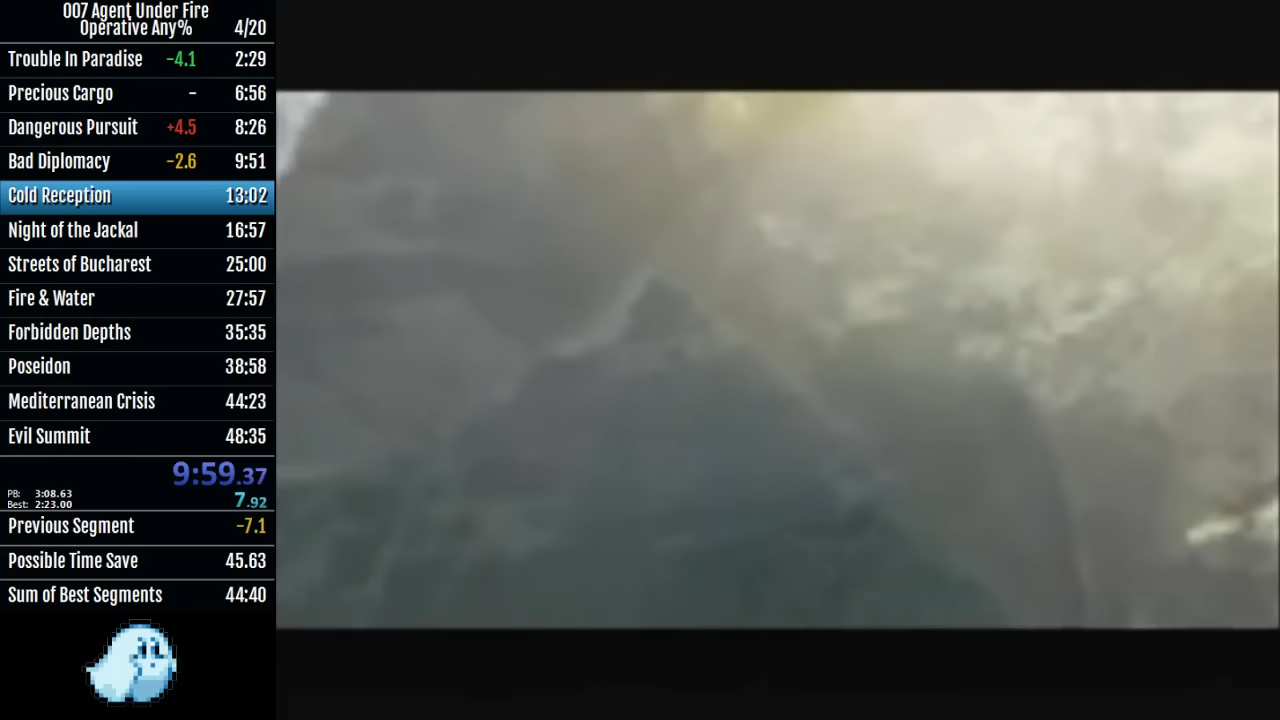 007 Agent Under Fire
Operative Any% 4/20
Trouble In Paradise -4.1 2:29
Precious Cargo - 6:56
Dangerous Pursuit +4.5 8:26
Bad Diplomacy -2.6 9:51
Cold Reception 13:02
Night of the Jackal 16:57
Streets of Bucharest 25:00
Fire & Water 27:57
Forbidden Depths 35:35
Poseidon 38:58
Mediterranean Crisis 44:23
Evil Summit 48:35
9:59.37
PB: 3:08.63
Best: 2:23.00
7.92
Previous Segment -7.1
Possible Time Save 45.63
Sum of Best Segments 44:40